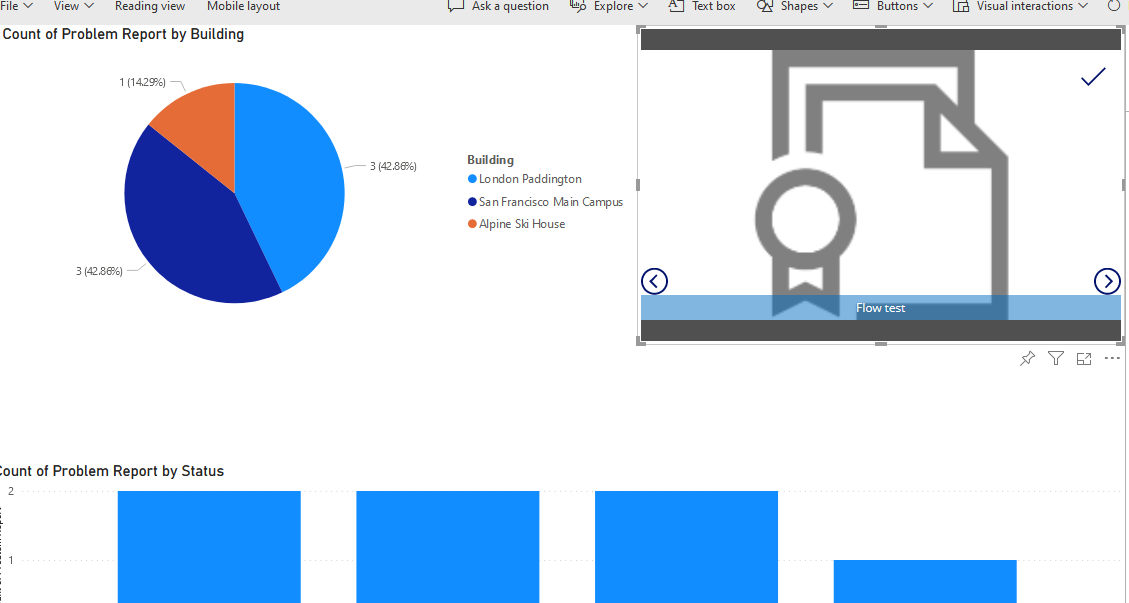 File View Reading view Mobile layout Ask a question Explore Text box Shapes Buttons Visual interactions
Count of Problem Report by Building
1 (14.29%)
3 (42.86%)
3 (42.86%)
Building
London Paddington
San Francisco Main Campus
Alpine Ski House
Flow test
Count of Problem Report by Status
2
1